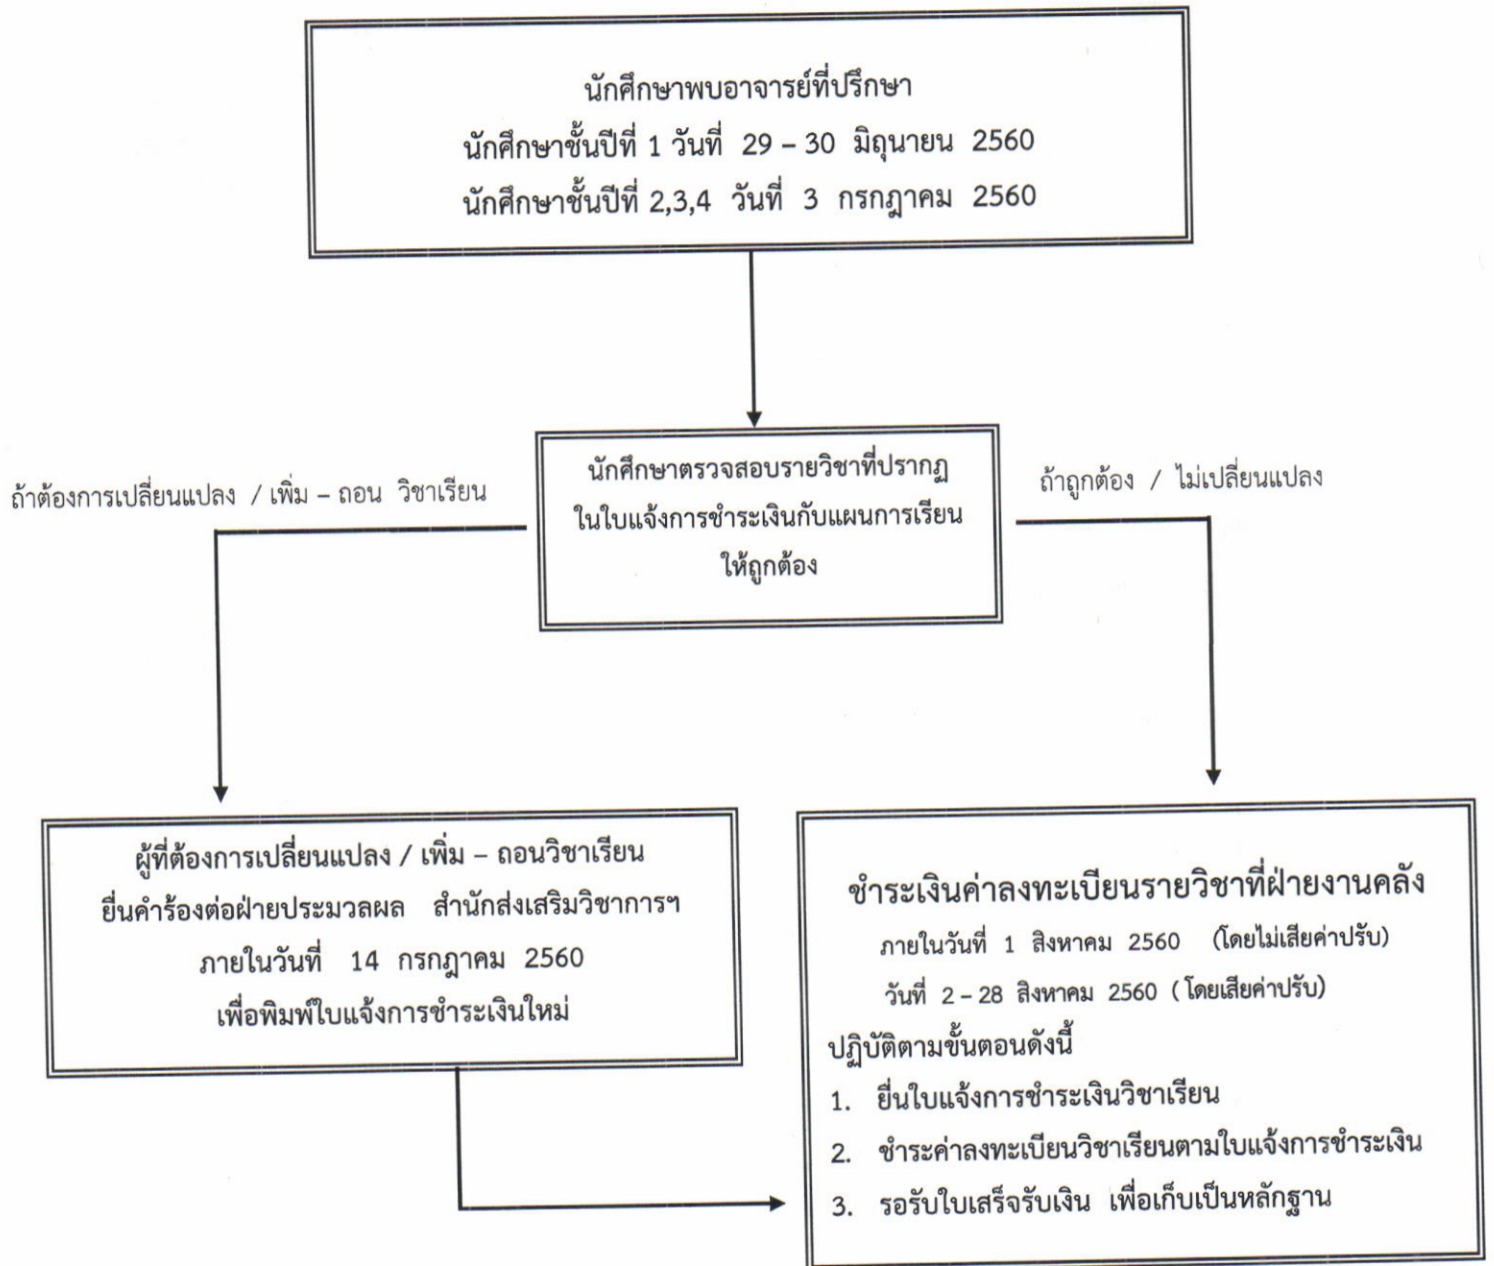 นักศึกษาพบอาจารย์ที่ปรึกษา
นักศึกษาชั้นปีที่ 1 วันที่ 29 – 30 มิถุนายน 2560
นักศึกษาชั้นปีที่ 2,3,4 วันที่ 3 กรกฎาคม 2560
ถ้าต้องการเปลี่ยนแปลง / เพิ่ม – ถอน วิชาเรียน
นักศึกษาตรวจสอบรายวิชาที่ปรากฏ
ในใบแจ้งการชำระเงินกับแผนการเรียน
ให้ถูกต้อง
ถ้าถูกต้อง / ไม่เปลี่ยนแปลง
ผู้ที่ต้องการเปลี่ยนแปลง / เพิ่ม – ถอนวิชาเรียน
ยื่นคำร้องต่อฝ่ายประมวลผล สำนักส่งเสริมวิชาการฯ
ภายในวันที่ 14 กรกฎาคม 2560
เพื่อพิมพ์ใบแจ้งการชำระเงินใหม่
ชำระเงินค่าลงทะเบียนรายวิชาที่ฝ่ายงานคลัง
ภายในวันที่ 1 สิงหาคม 2560 (โดยไม่เสียค่าปรับ)
วันที่ 2 – 28 สิงหาคม 2560 (โดยเสียค่าปรับ)
ปฏิบัติตามขั้นตอนดังนี้
1. ยื่นใบแจ้งการชำระเงินวิชาเรียน
2. ชำระค่าลงทะเบียนวิชาเรียนตามใบแจ้งการชำระเงิน
3. รอรับใบเสร็จรับเงิน เพื่อเก็บเป็นหลักฐาน